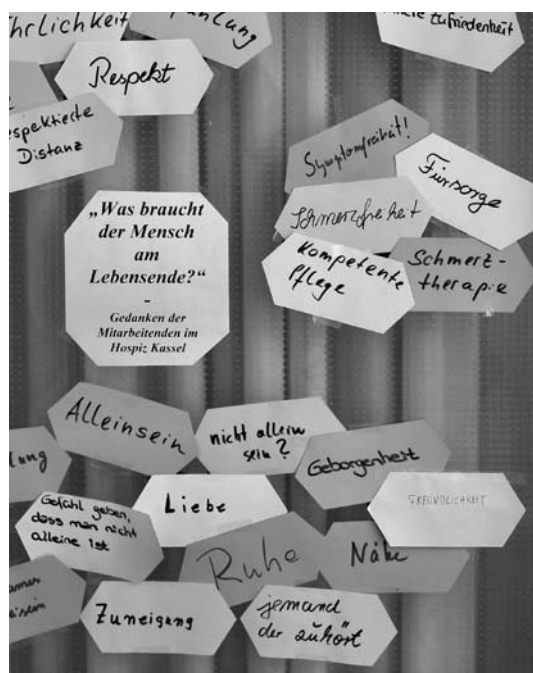 Respekt
Distanz
Symptomfreiheit!
Fürsorge
Schmerzfreiheit
Kompetente
Pflege
Schmerz-
therapie
„Was braucht
der Mensch
am
Lebensende?“
-
Gedanken der
Mitarbeitenden im
Hospiz Kassel
Alleinsein
nicht allein
sein?
Geborgenheit
FREUNDLICHKEIT
Gefühl geben,
dass man nicht
alleine ist
Liebe
Ruhe
Nähe
Zuneigung
jemand
der zuhört